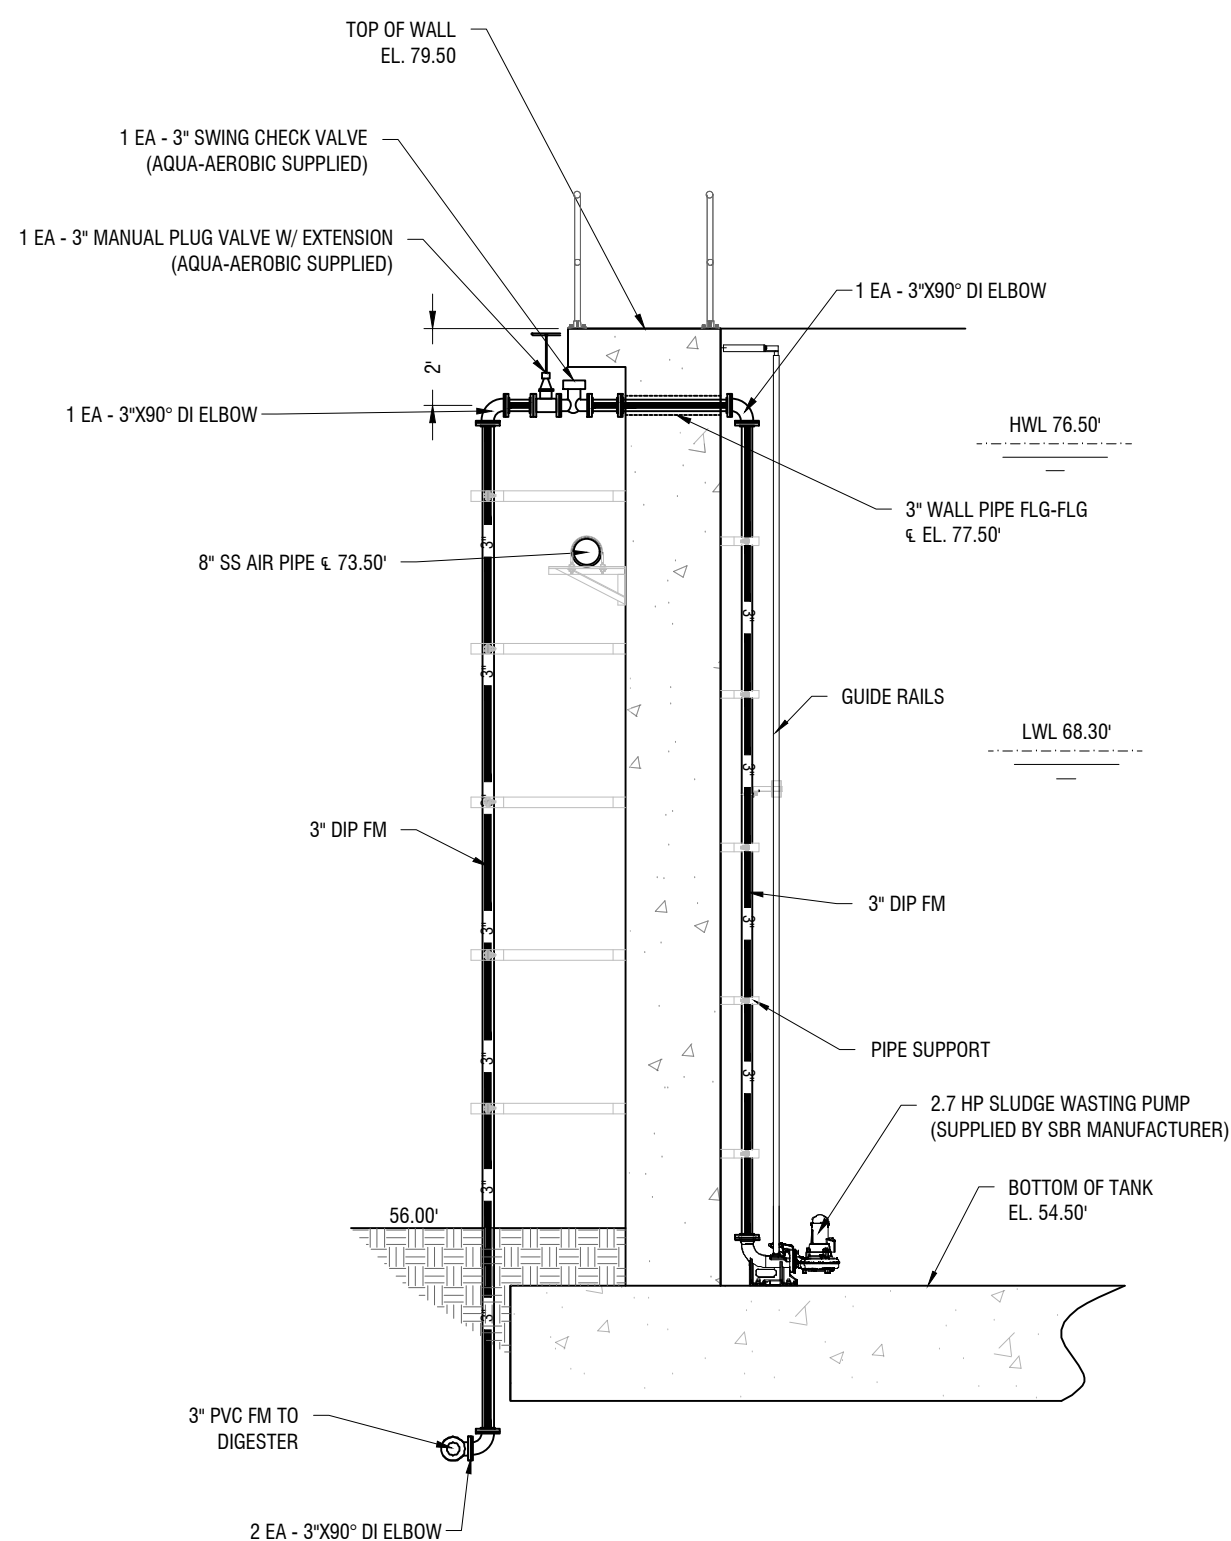 TOP OF WALL
EL. 79.50
1 EA - 3" SWING CHECK VALVE
(AQUA-AEROBIC SUPPLIED)
1 EA - 3" MANUAL PLUG VALVE W/ EXTENSION
(AQUA-AEROBIC SUPPLIED)
1 EA - 3"X90° DI ELBOW
2'
1 EA - 3"X90° DI ELBOW
HWL 76.50'
3" WALL PIPE FLG-FLG
℄ EL. 77.50'
8" SS AIR PIPE ℄ 73.50'
3"
3"
3"
3"
3"
3"
3"
3"
3"
3"
3"
GUIDE RAILS
LWL 68.30'
3" DIP FM
3" DIP FM
PIPE SUPPORT
2.7 HP SLUDGE WASTING PUMP
(SUPPLIED BY SBR MANUFACTURER)
BOTTOM OF TANK
EL. 54.50'
56.00'
3" PVC FM TO
DIGESTER
2 EA - 3"X90° DI ELBOW